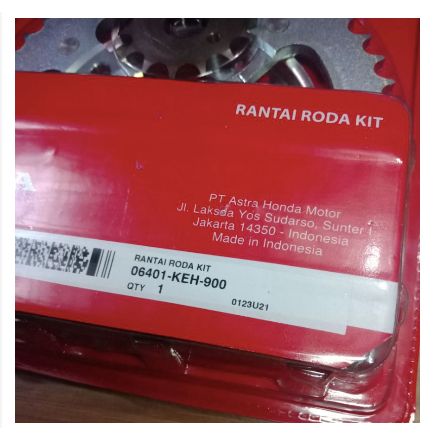 RANTAI RODA KIT
PT Astra Honda Motor
Jl. Laksda Yos Sudarso, Sunter I
Jakarta 14350 - Indonesia
Made in Indonesia
RANTAI RODA KIT
06401-KEH-900
QTY 1
0123U21